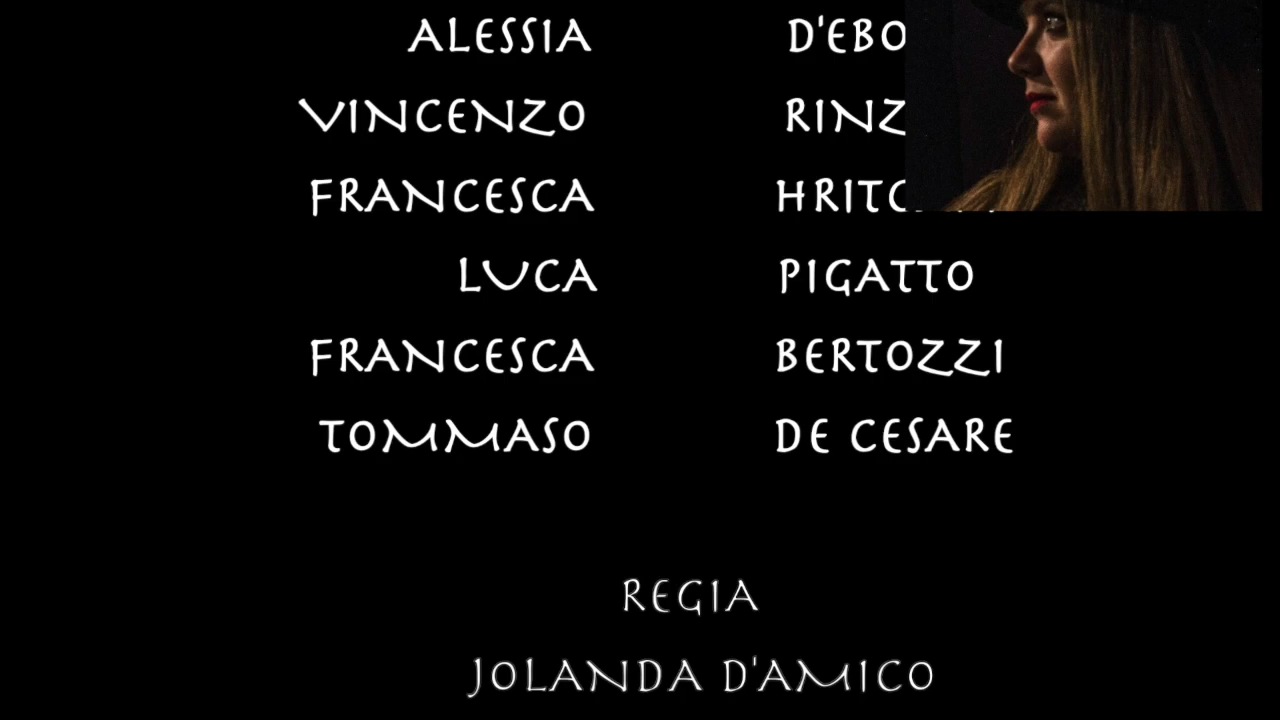 ALESSIA
VINCENZO
FRANCESCA
LUCA PIGATTO
FRANCESCA BERTOZZI
TOMMASO DE CESARE
REGIA
JOLANDA D'AMICO